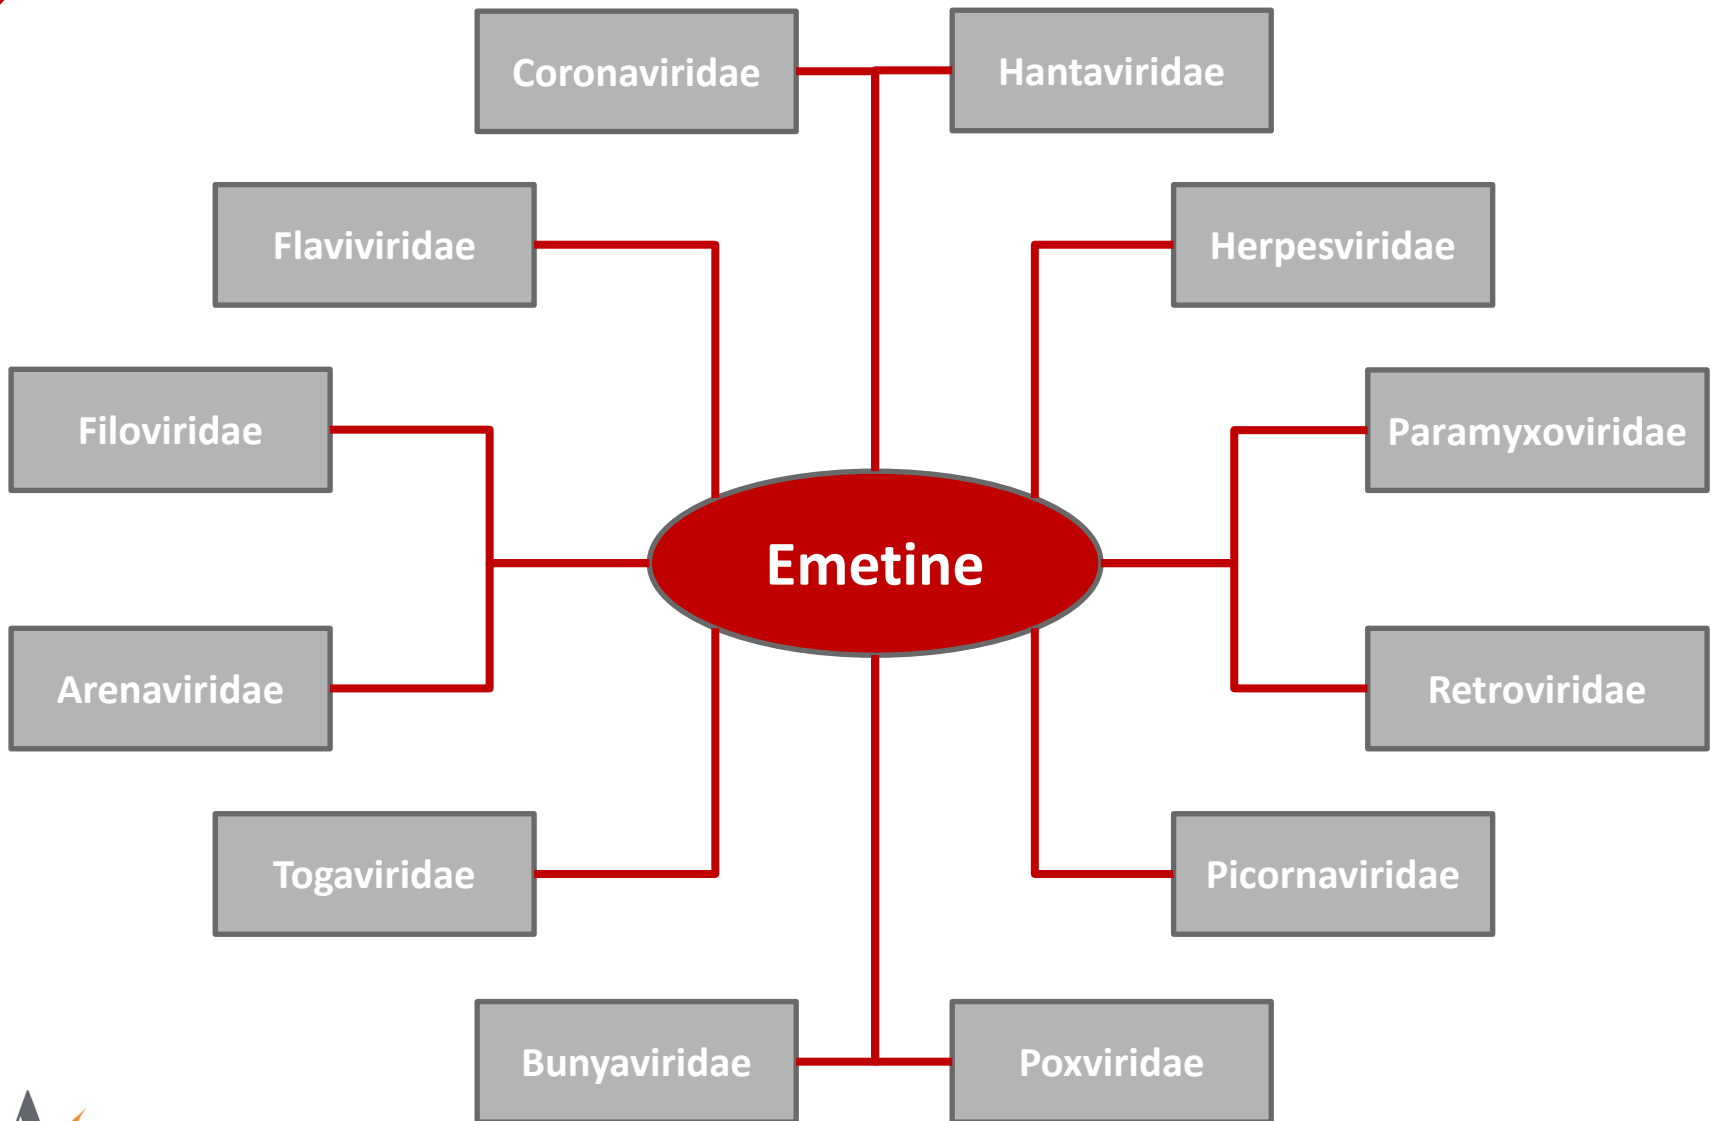 Coronaviridae
Hantaviridae
Flaviviridae
Herpesviridae
Filoviridae
Paramyxoviridae
Emetine
Arenaviridae
Retroviridae
Togaviridae
Picornaviridae
Bunyaviridae
Poxviridae